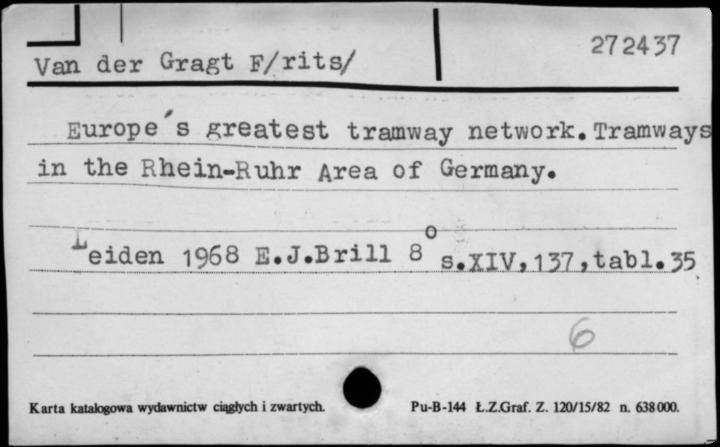 272437
Van der Gragt F/rits/
Europe´s greatest tramway network.Tramways
in the Rhein-Ruhr Area of Germany.
Leiden 1968 E.J.Brill 8° s.XIV,137,tabl.35
6
Karta katalogowa wydawnictw ciągłych i zwartych. Pu-B-144 Ł.Z.Graf. Z. 120/15/82 n. 638000.